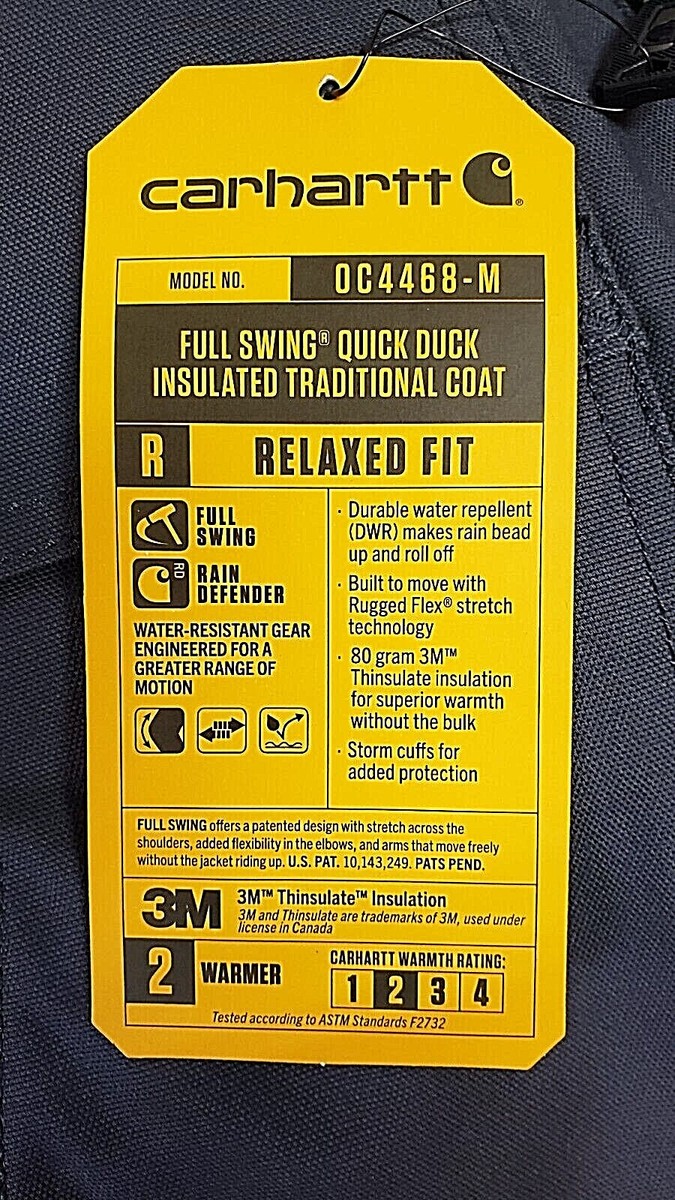 carhartt
®
MODEL NO. OC4468-M
FULL SWING® QUICK DUCK
INSULATED TRADITIONAL COAT
R RELAXED FIT
FULL
SWING
RD
RAIN
DEFENDER
WATER-RESISTANT GEAR
ENGINEERED FOR A
GREATER RANGE OF
MOTION
· Durable water repellent
(DWR) makes rain bead
up and roll off
· Built to move with
Rugged Flex® stretch
technology
· 80 gram 3M™
Thinsulate insulation
for superior warmth
without the bulk
· Storm cuffs for
added protection
FULL SWING offers a patented design with stretch across the
shoulders, added flexibility in the elbows, and arms that move freely
without the jacket riding up. U.S. PAT. 10,143,249. PATS PEND.
3M
3M™ Thinsulate™ Insulation
3M and Thinsulate are trademarks of 3M, used under
license in Canada
2 WARMER
CARHARTT WARMTH RATING:
1 2 3 4
Tested according to ASTM Standards F2732